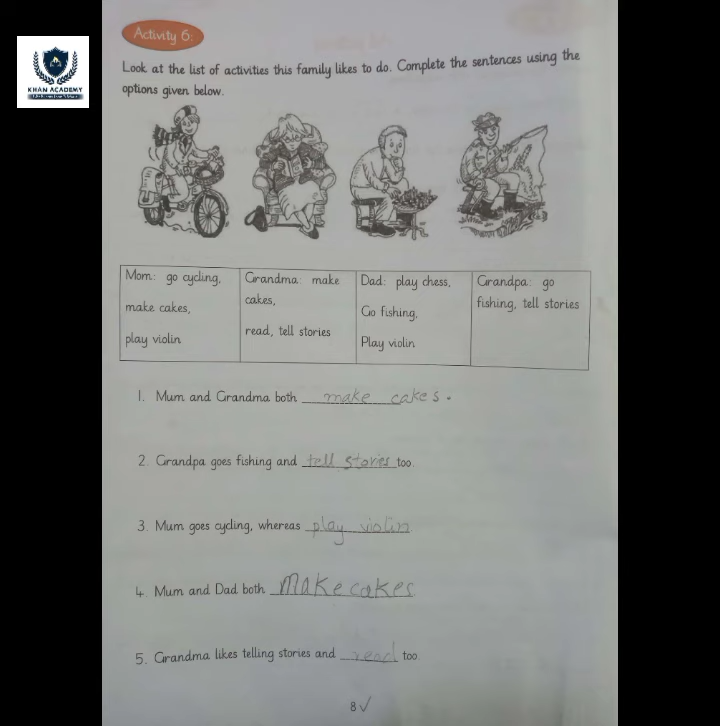 Activity 6:
KHAN ACADEMY
Look at the list of activities this family likes to do. Complete the sentences using the
options given below.
Mom: go cycling,
make cakes,
play violin
Grandma: make
cakes,
read, tell stories
Dad: play chess,
Go fishing,
Play violin
Grandpa: go
fishing, tell stories
1. Mum and Grandma both make cakes.
2. Grandpa goes fishing and tell stories too.
3. Mum goes cycling, whereas play violin
4. Mum and Dad both Make cakes
5. Grandma likes telling stories and read too.
8✓